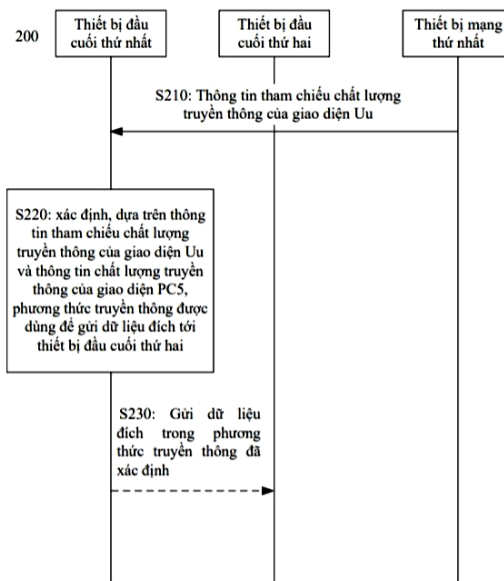 200
Thiết bị đầu
cuối thứ nhất
Thiết bị đầu
cuối thứ hai
Thiết bị mạng
thứ nhất
S210: Thông tin tham chiếu chất lượng
truyền thông của giao diện Uu
S220: xác định, dựa trên thông
tin tham chiếu chất lượng
truyền thông của giao diện Uu
và thông tin chất lượng truyền
thông của giao diện PC5,
phương thức truyền thông được
dùng để gửi dữ liệu đích tới
thiết bị đầu cuối thứ hai
S230: Gửi dữ liệu
đích trong phương
thức truyền thông đã
xác định